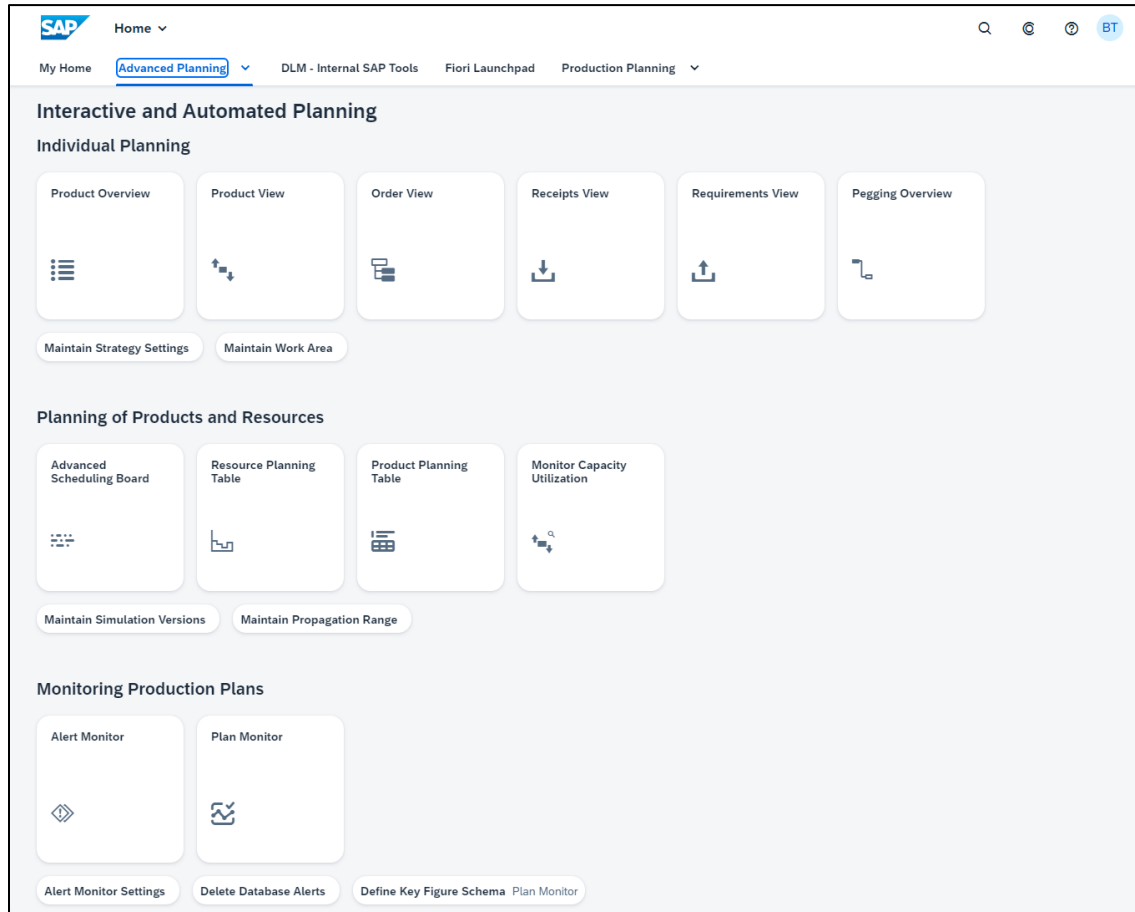 SAP Home
BT
My Home Advanced Planning DLM - Internal SAP Tools Fiori Launchpad Production Planning
Interactive and Automated Planning
Individual Planning
Product Overview
Product View
Order View
Receipts View
Requirements View
Pegging Overview
Maintain Strategy Settings
Maintain Work Area
Planning of Products and Resources
Advanced
Scheduling Board
Resource Planning
Table
Product Planning
Table
Monitor Capacity
Utilization
Maintain Simulation Versions
Maintain Propagation Range
Monitoring Production Plans
Alert Monitor
Plan Monitor
Alert Monitor Settings
Delete Database Alerts
Define Key Figure Schema Plan Monitor